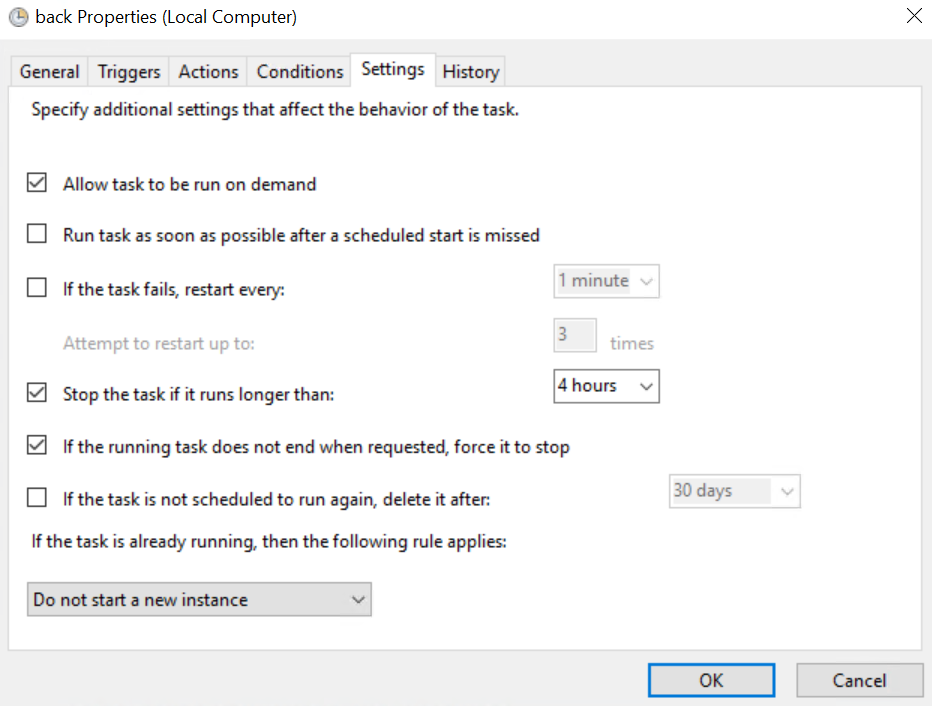 back Properties (Local Computer)
General Triggers Actions Conditions Settings History
Specify additional settings that affect the behavior of the task.
Allow task to be run on demand
Run task as soon as possible after a scheduled start is missed
If the task fails, restart every: 1 minute
Attempt to restart up to: 3 times
Stop the task if it runs longer than: 4 hours
If the running task does not end when requested, force it to stop
If the task is not scheduled to run again, delete it after: 30 days
If the task is already running, then the following rule applies:
Do not start a new instance
OK Cancel